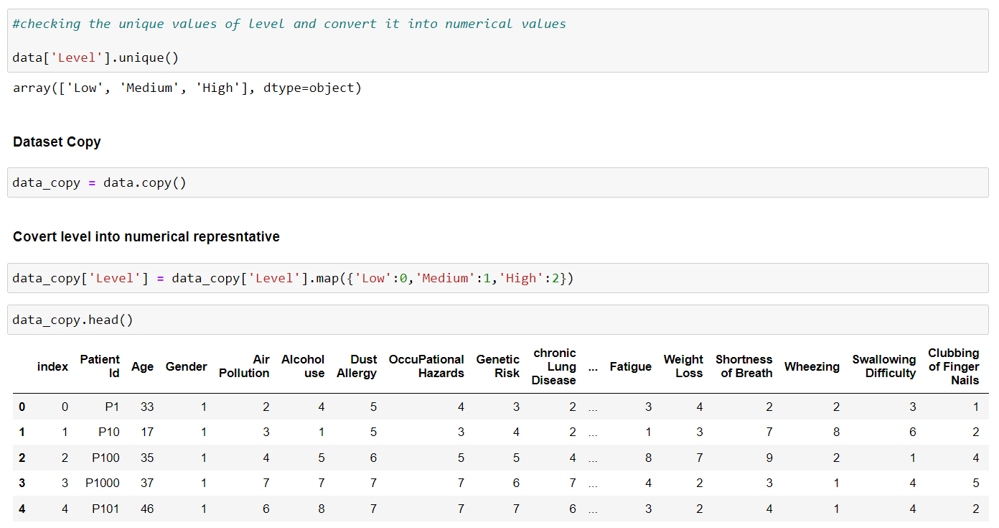 #checking the unique values of level and convert it into numerical values
data['Level'].unique()
array(['Low', 'Medium', 'High'], dtype=object)
Dataset Copy
data_copy = data.copy()
Covert level into numerical represntative
data_copy['Level'] = data_copy['Level'].map({'Low':0,'Medium':1,'High':2})
data_copy.head()
index Patient Id Age Gender Air Pollution Alcohol use Dust Allergy OccuPational Hazards Genetic Risk chronic Lung Disease ... Fatigue Weight Loss Shortness of Breath Wheezing Swallowing Difficulty Clubbing of Finger Nails
0 0 P1 33 1 2 4 5 4 3 2 ... 3 4 2 2 3 1
1 1 P10 17 1 3 1 5 3 4 2 ... 1 3 7 8 6 2
2 2 P100 35 1 4 5 6 5 5 4 ... 8 7 9 2 1 4
3 3 P1000 37 1 7 7 7 7 6 7 ... 4 2 3 1 4 5
4 4 P101 46 1 6 8 7 7 7 6 ... 3 2 4 1 4 2